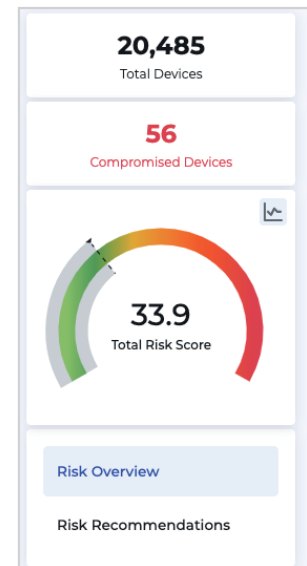 20,485
Total Devices
56
Compromised Devices
33.9
Total Risk Score
Risk Overview
Risk Recommendations